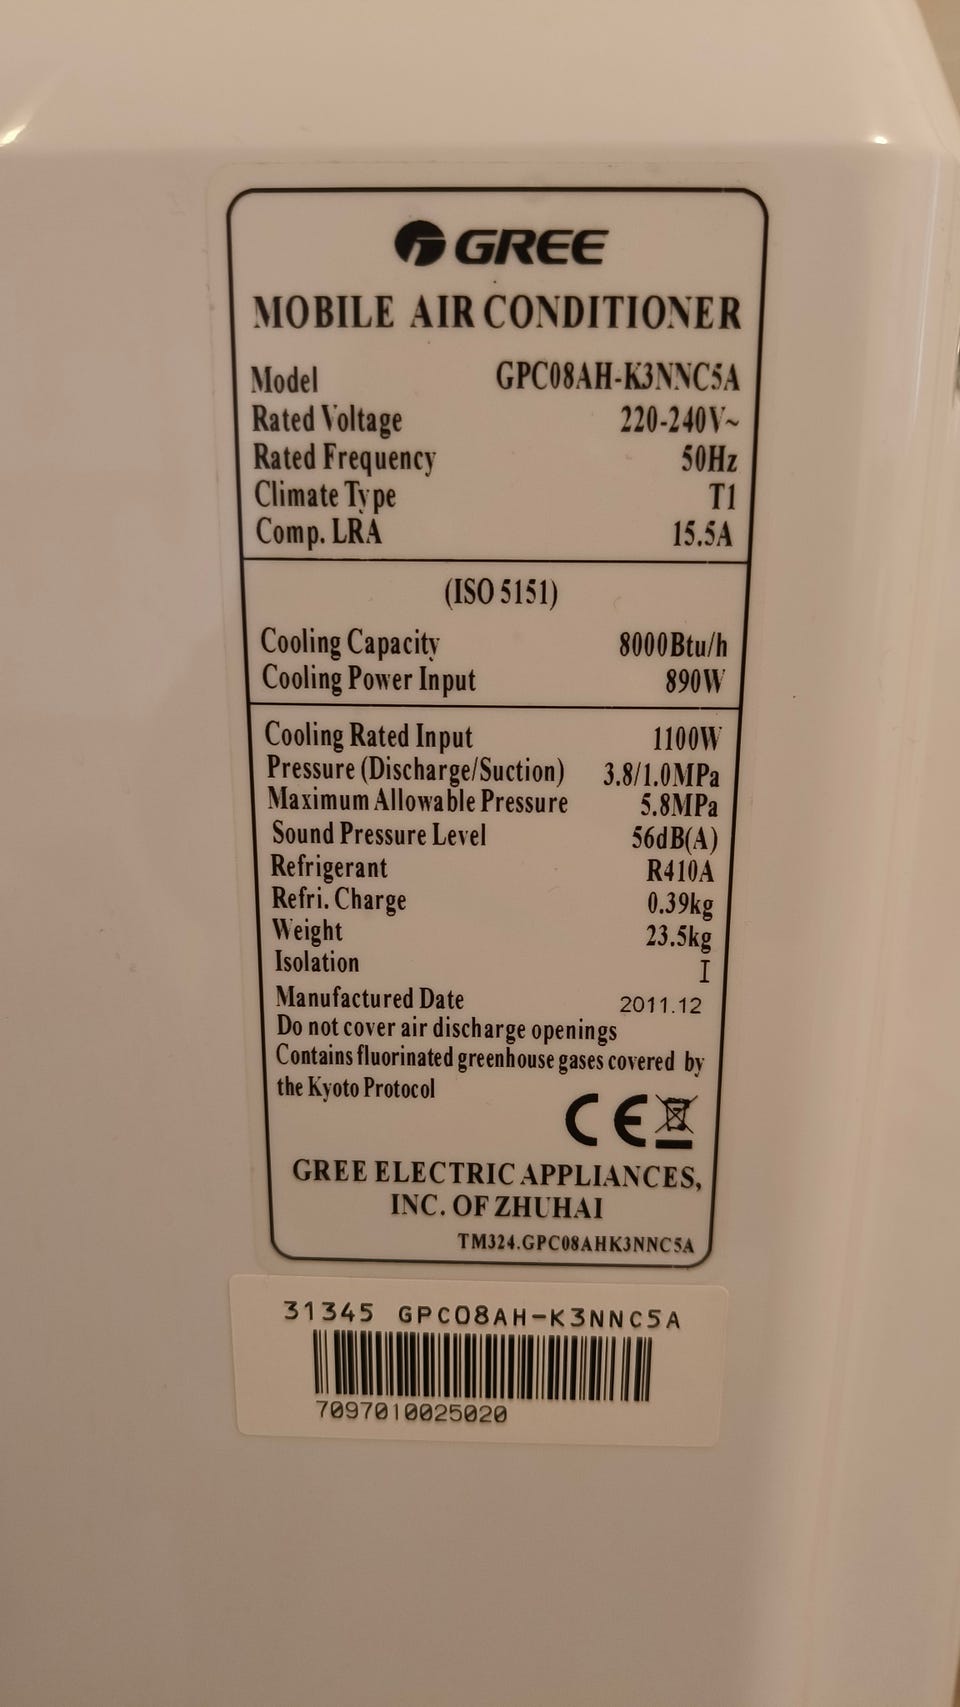 GREE
MOBILE AIR CONDITIONER
Model GPC08AH-K3NNC5A
Rated Voltage 220-240V~
Rated Frequency 50Hz
Climate Type T1
Comp. LRA 15.5A
(ISO 5151)
Cooling Capacity 8000Btu/h
Cooling Power Input 890W
Cooling Rated Input 1100W
Pressure (Discharge/Suction) 3.8/1.0MPa
Maximum Allowable Pressure 5.8MPa
Sound Pressure Level 56dB(A)
Refrigerant R410A
Refri. Charge 0.39kg
Weight 23.5kg
Isolation I
Manufactured Date 2011.12
Do not cover air discharge openings
Contains fluorinated greenhouse gases covered by
the Kyoto Protocol
CE
GREE ELECTRIC APPLIANCES,
INC. OF ZHUHAI
TM324.GPC08AHK3NNC5A
31345 GPC08AH-K3NNC5A
7097010025020